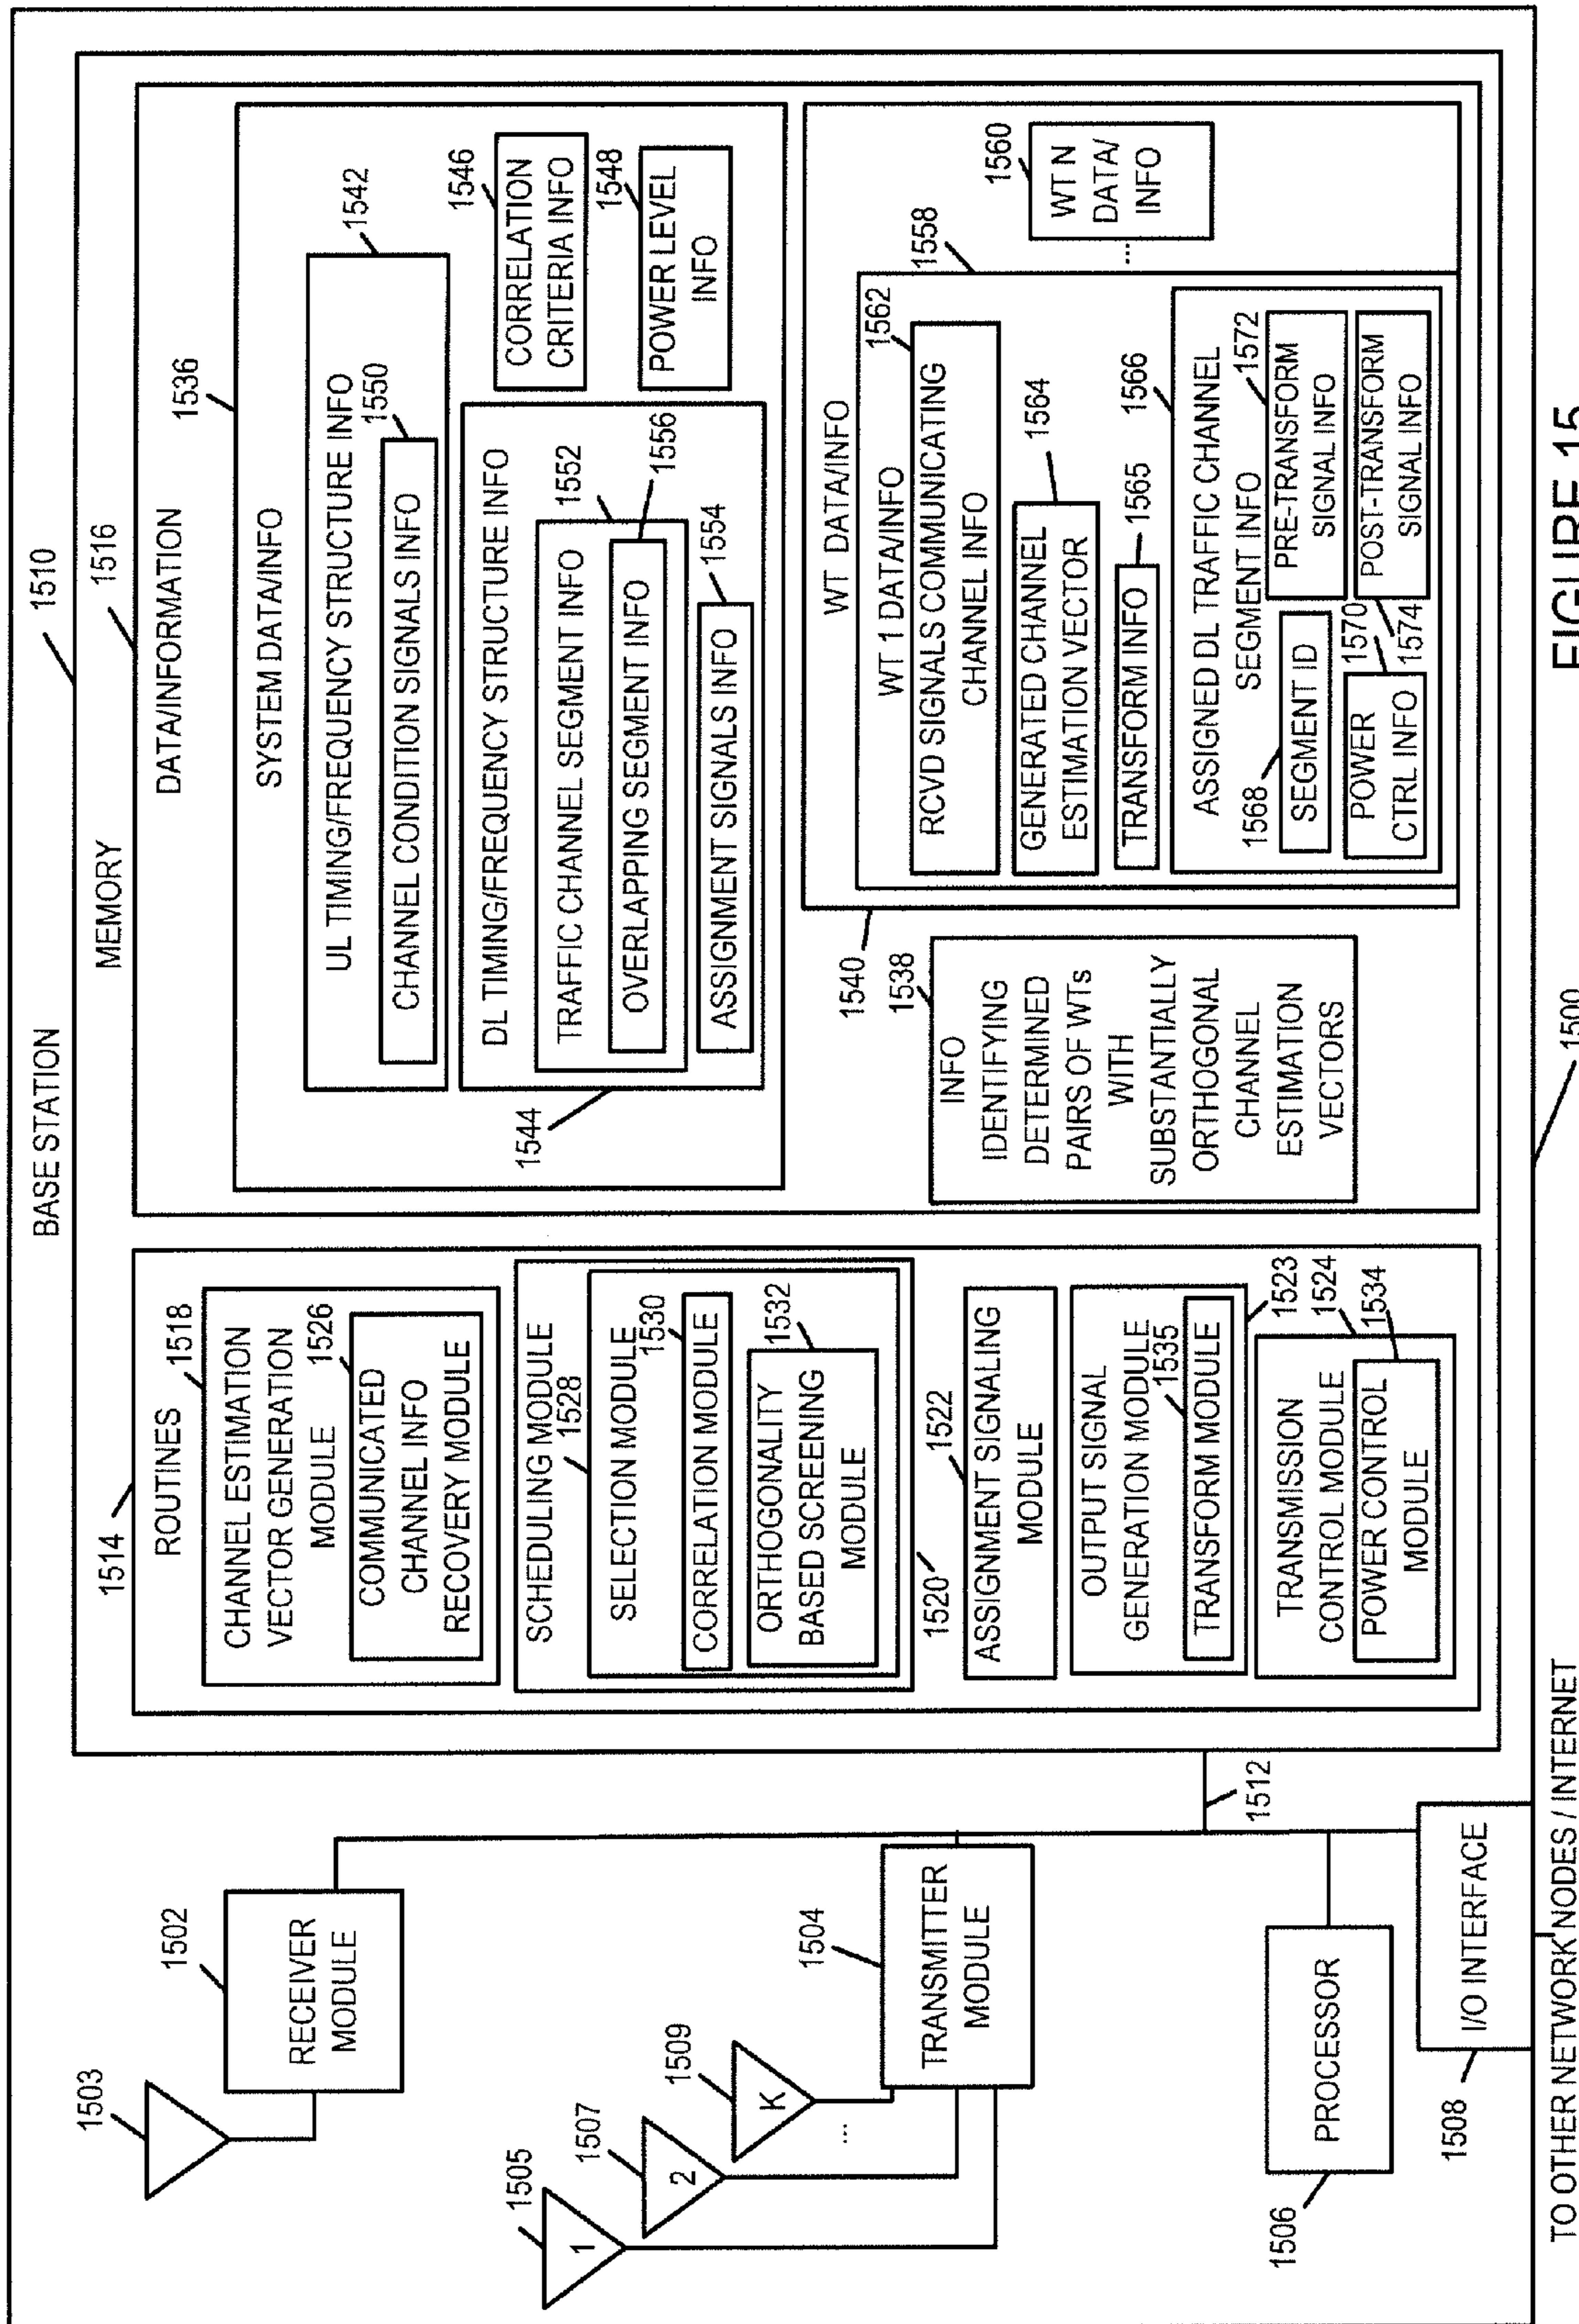 BASE STATION
1510
1503
1502
RECEIVER
MODULE
1505
1
1507
2
1509
K
...
1504
TRANSMITTER
MODULE
1506
PROCESSOR
1508
I/O INTERFACE
1512
TO OTHER NETWORK NODES / INTERNET
1500
MEMORY
1514
ROUTINES
1518
CHANNEL ESTIMATION
VECTOR GENERATION
MODULE
1526
COMMUNICATED
CHANNEL INFO
RECOVERY MODULE
SCHEDULING MODULE
1528
SELECTION MODULE
1530
CORRELATION MODULE
1532
ORTHOGONALITY
BASED SCREENING
MODULE
1520
1522
ASSIGNMENT SIGNALING
MODULE
OUTPUT SIGNAL
GENERATION MODULE
1535
TRANSFORM MODULE
1523
1524
TRANSMISSION
CONTROL MODULE
1534
POWER CONTROL
MODULE
1516
DATA/INFORMATION
1536
SYSTEM DATA/INFO
1542
UL TIMING/FREQUENCY STRUCTURE INFO
1550
CHANNEL CONDITION SIGNALS INFO
1544
DL TIMING/FREQUENCY STRUCTURE INFO
1552
TRAFFIC CHANNEL SEGMENT INFO
1556
OVERLAPPING SEGMENT INFO
1554
ASSIGNMENT SIGNALS INFO
1546
CORRELATION
CRITERIA INFO
1548
POWER LEVEL
INFO
1540
1538
INFO
IDENTIFYING
DETERMINED
PAIRS OF WTs
WITH
SUBSTANTIALLY
ORTHOGONAL
CHANNEL
ESTIMATION
VECTORS
WT DATA/INFO
1558
WT 1 DATA/INFO
1562
RCVD SIGNALS COMMUNICATING
CHANNEL INFO
1564
GENERATED CHANNEL
ESTIMATION VECTOR
1565
TRANSFORM INFO
1566
ASSIGNED DL TRAFFIC CHANNEL
SEGMENT INFO
1568
SEGMENT ID
1572
PRE-TRANSFORM
SIGNAL INFO
1570
POWER
CTRL INFO
1574
POST-TRANSFORM
SIGNAL INFO
...
1560
WT N
DATA/
INFO
FIGURE 15